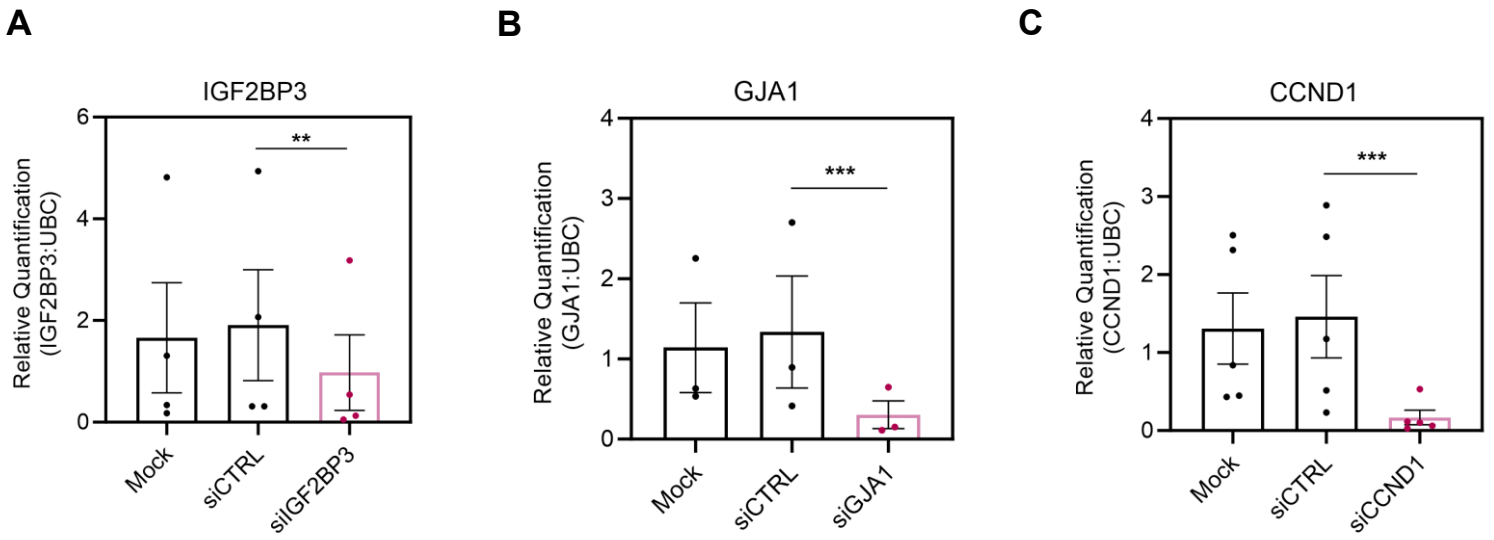 A
IGF2BP3
Relative Quantification
(IGF2BP3:UBC)
6
4
2
0
**
Mock
siCTRL
siIGF2BP3
B
GJA1
Relative Quantification
(GJA1:UBC)
4
3
2
1
0
***
Mock
siCTRL
siGJA1
C
CCND1
Relative Quantification
(CCND1:UBC)
4
3
2
1
0
***
Mock
siCTRL
siCCND1